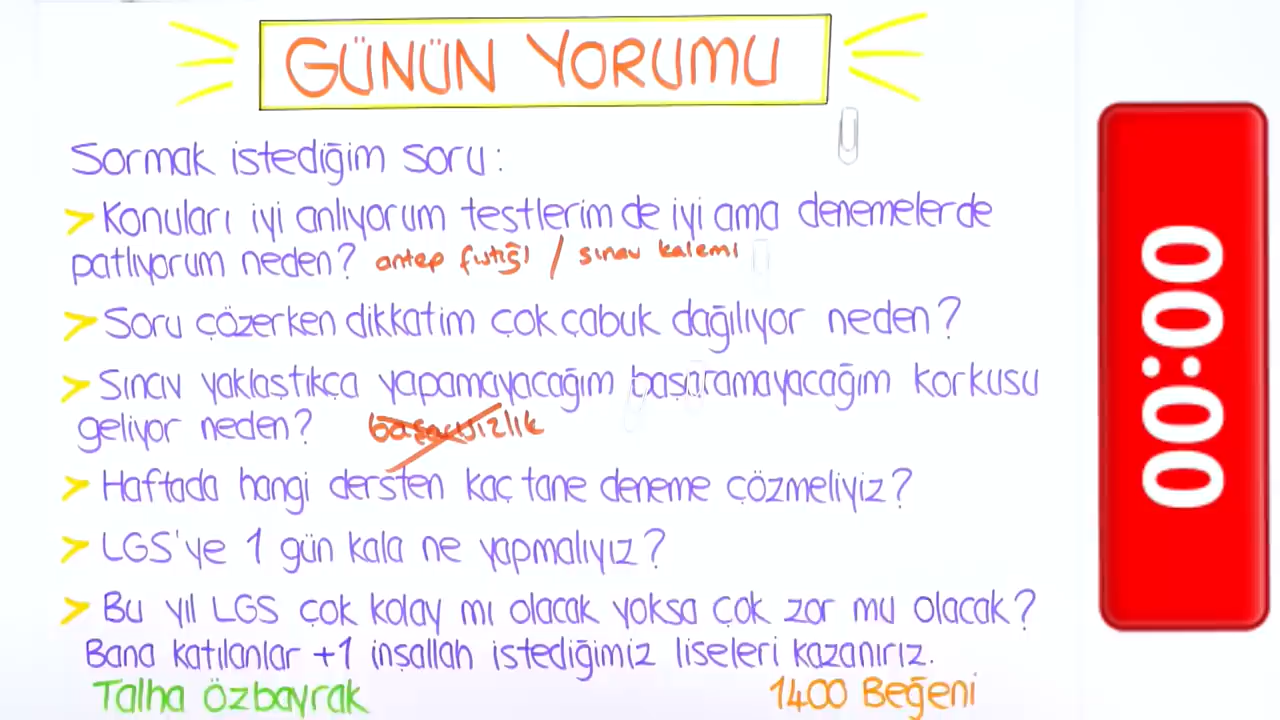 GÜNÜN YORUMU
Sormak istediğim soru:
➤ Konuları iyi anlıyorum testlerim de iyi ama denemelerde
patlıyorum neden? antep fıstığı / sınav kalemi
➤ Soru çözerken dikkatim çok çabuk dağılıyor neden?
➤ Sınav yaklaştıkça yapamayacağım başaramayacağım korkusu
geliyor neden? başarısızlık
➤ Haftada hangi dersten kaç tane deneme çözmeliyiz?
➤ LGS'ye 1 gün kala ne yapmalıyız?
➤ Bu yıl LGS çok kolay mı olacak yoksa çok zor mu olacak?
Bana katılanlar +1 inşallah istediğimiz liseleri kazanırız.
Talha özbayrak
1400 Beğeni
00:00